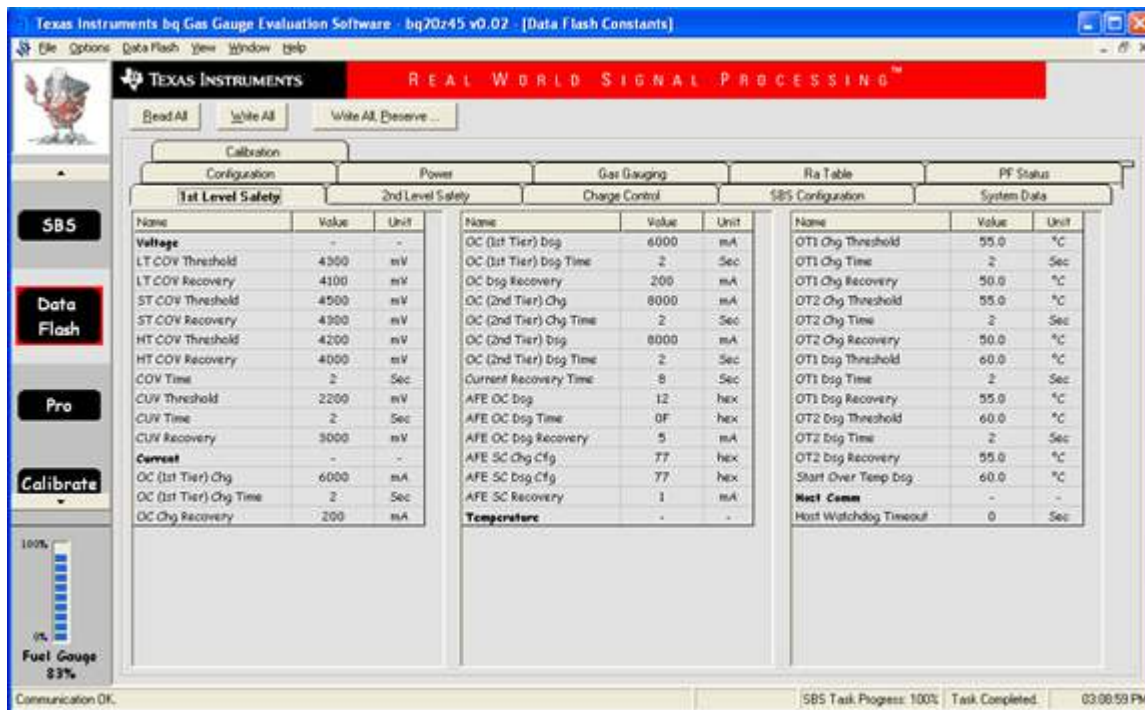 Texas Instruments bq Gas Gauge Evaluation Software - bq20z45 v0.02 - [Data Flash Constants]
File Options Data Flash View Window Help
TEXAS INSTRUMENTS REAL WORLD SIGNAL PROCESSING™
Read All Write All Write All, Preserve ...
Calibration
Configuration Power Gas Gauging Ra Table PF Status
1st Level Safety 2nd Level Safety Charge Control SBS Configuration System Data
SBS
Data Flash
Pro
Calibrate
100%
0%
Fuel Gauge
83%
Name Value Unit
Voltage - -
LT COV Threshold 4300 mV
LT COV Recovery 4100 mV
ST COV Threshold 4500 mV
ST COV Recovery 4300 mV
HT COV Threshold 4200 mV
HT COV Recovery 4000 mV
COV Time 2 Sec
CUV Threshold 2200 mV
CUV Time 2 Sec
CUV Recovery 3000 mV
Current - -
OC (1st Tier) Chg 6000 mA
OC (1st Tier) Chg Time 2 Sec
OC Chg Recovery 200 mA
Name Value Unit
OC (1st Tier) Dsg 6000 mA
OC (1st Tier) Dsg Time 2 Sec
OC Dsg Recovery 200 mA
OC (2nd Tier) Chg 8000 mA
OC (2nd Tier) Chg Time 2 Sec
OC (2nd Tier) Dsg 8000 mA
OC (2nd Tier) Dsg Time 2 Sec
Current Recovery Time 8 Sec
AFE OC Dsg 12 hex
AFE OC Dsg Time 0F hex
AFE OC Dsg Recovery 5 mA
AFE SC Chg Cfg 77 hex
AFE SC Dsg Cfg 77 hex
AFE SC Recovery 1 mA
Temperature - -
Name Value Unit
OT1 Chg Threshold 55.0 °C
OT1 Chg Time 2 Sec
OT1 Chg Recovery 50.0 °C
OT2 Chg Threshold 55.0 °C
OT2 Chg Time 2 Sec
OT2 Chg Recovery 50.0 °C
OT1 Dsg Threshold 60.0 °C
OT1 Dsg Time 2 Sec
OT1 Dsg Recovery 55.0 °C
OT2 Dsg Threshold 60.0 °C
OT2 Dsg Time 2 Sec
OT2 Dsg Recovery 55.0 °C
Start Over Temp Dsg 60.0 °C
Host Comm - -
Host Watchdog Timeout 0 Sec
Communication OK. SBS Task Progress: 100% Task Completed. 03:08:59 PM